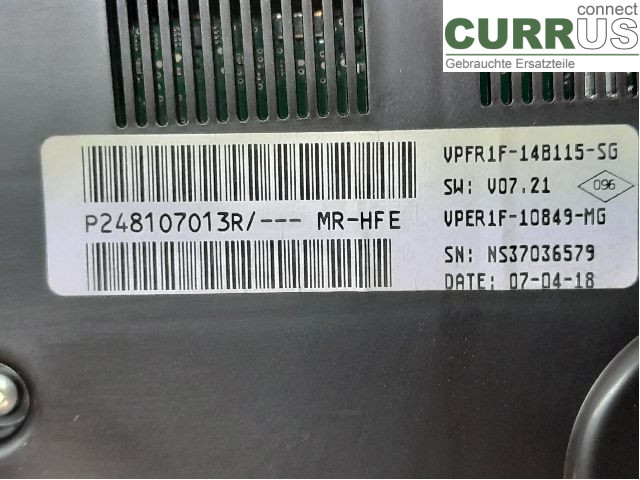 connect
CURRUS
Gebrauchte Ersatzteile
VPFR1F-14B115-SG
SW: V07.21
096
P248107013R/--- MR-HFE
VPER1F-10849-MG
SN: NS37036579
DATE: 07-04-18